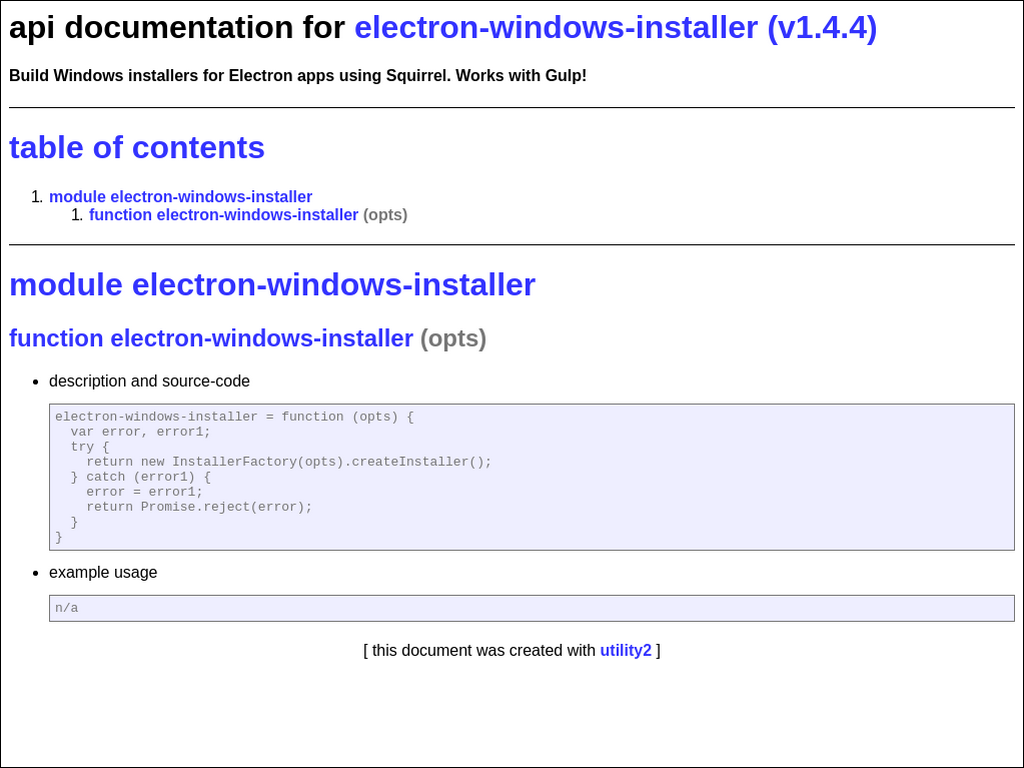 api documentation for electron-windows-installer (v1.4.4)
Build Windows installers for Electron apps using Squirrel. Works with Gulp!
table of contents
1. module electron-windows-installer
1. function electron-windows-installer (opts)
module electron-windows-installer
function electron-windows-installer (opts)
• description and source-code
electron-windows-installer = function (opts) {
  var error, error1;
  try {
    return new InstallerFactory(opts).createInstaller();
  } catch (error1) {
    error = error1;
    return Promise.reject(error);
  }
}
• example usage
n/a
[ this document was created with utility2 ]